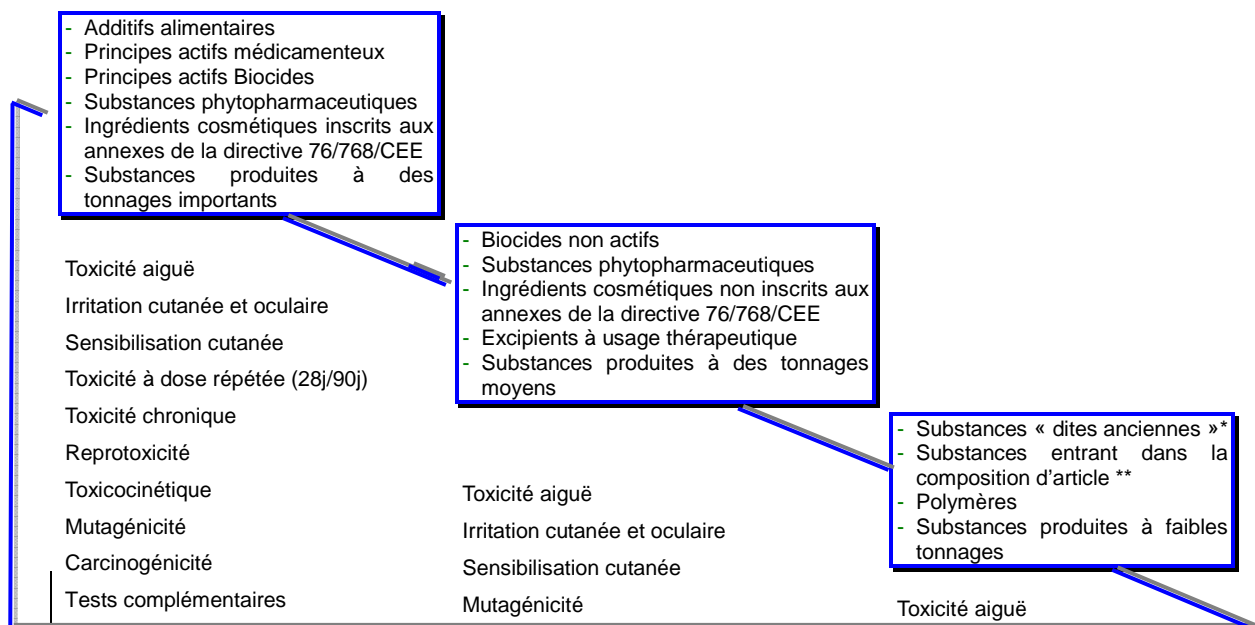 - Additifs alimentaires
- Principes actifs médicamenteux
- Principes actifs Biocides
- Substances phytopharmaceutiques
- Ingrédients cosmétiques inscrits aux
annexes de la directive 76/768/CEE
- Substances produites à des
tonnages importants
Toxicité aiguë
Irritation cutanée et oculaire
Sensibilisation cutanée
Toxicité à dose répétée (28j/90j)
Toxicité chronique
Reprotoxicité
Toxicocinétique
Mutagénicité
Carcinogénicité
Tests complémentaires
- Biocides non actifs
- Substances phytopharmaceutiques
- Ingrédients cosmétiques non inscrits aux
annexes de la directive 76/768/CEE
- Excipients à usage thérapeutique
- Substances produites à des tonnages
moyens
Toxicité aiguë
Irritation cutanée et oculaire
Sensibilisation cutanée
Mutagénicité
- Substances « dites anciennes »*
- Substances entrant dans la
composition d'article **
- Polymères
- Substances produites à faibles
tonnages
Toxicité aiguë